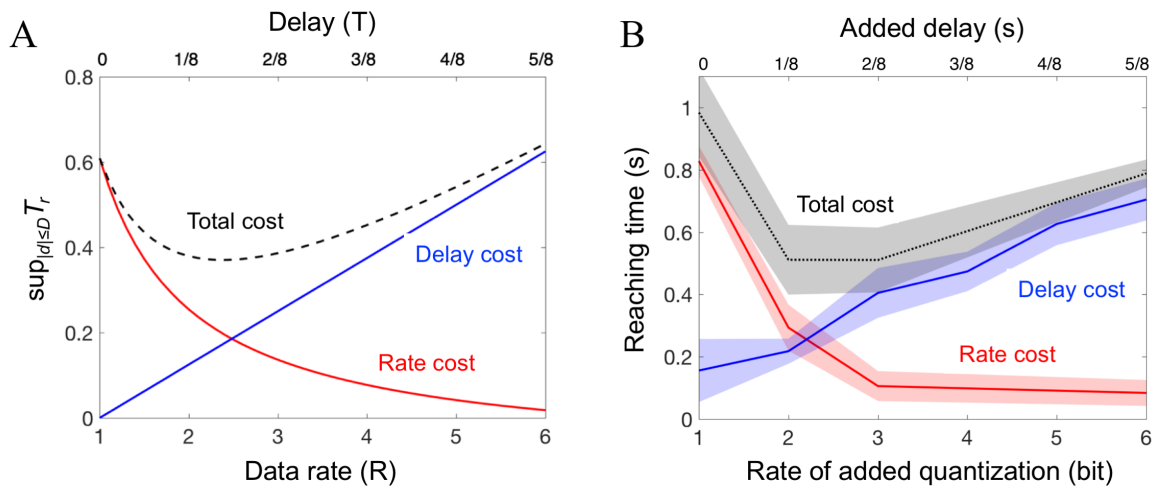 A
Delay (T)
0 1/8 2/8 3/8 4/8 5/8
0.8
0.6
0.4
0.2
0
sup|d|≤D Tr
Total cost
Delay cost
Rate cost
1 2 3 4 5 6
Data rate (R)
B
Added delay (s)
0 1/8 2/8 3/8 4/8 5/8
1
0.8
0.6
0.4
0.2
0
Reaching time (s)
Total cost
Delay cost
Rate cost
1 2 3 4 5 6
Rate of added quantization (bit)